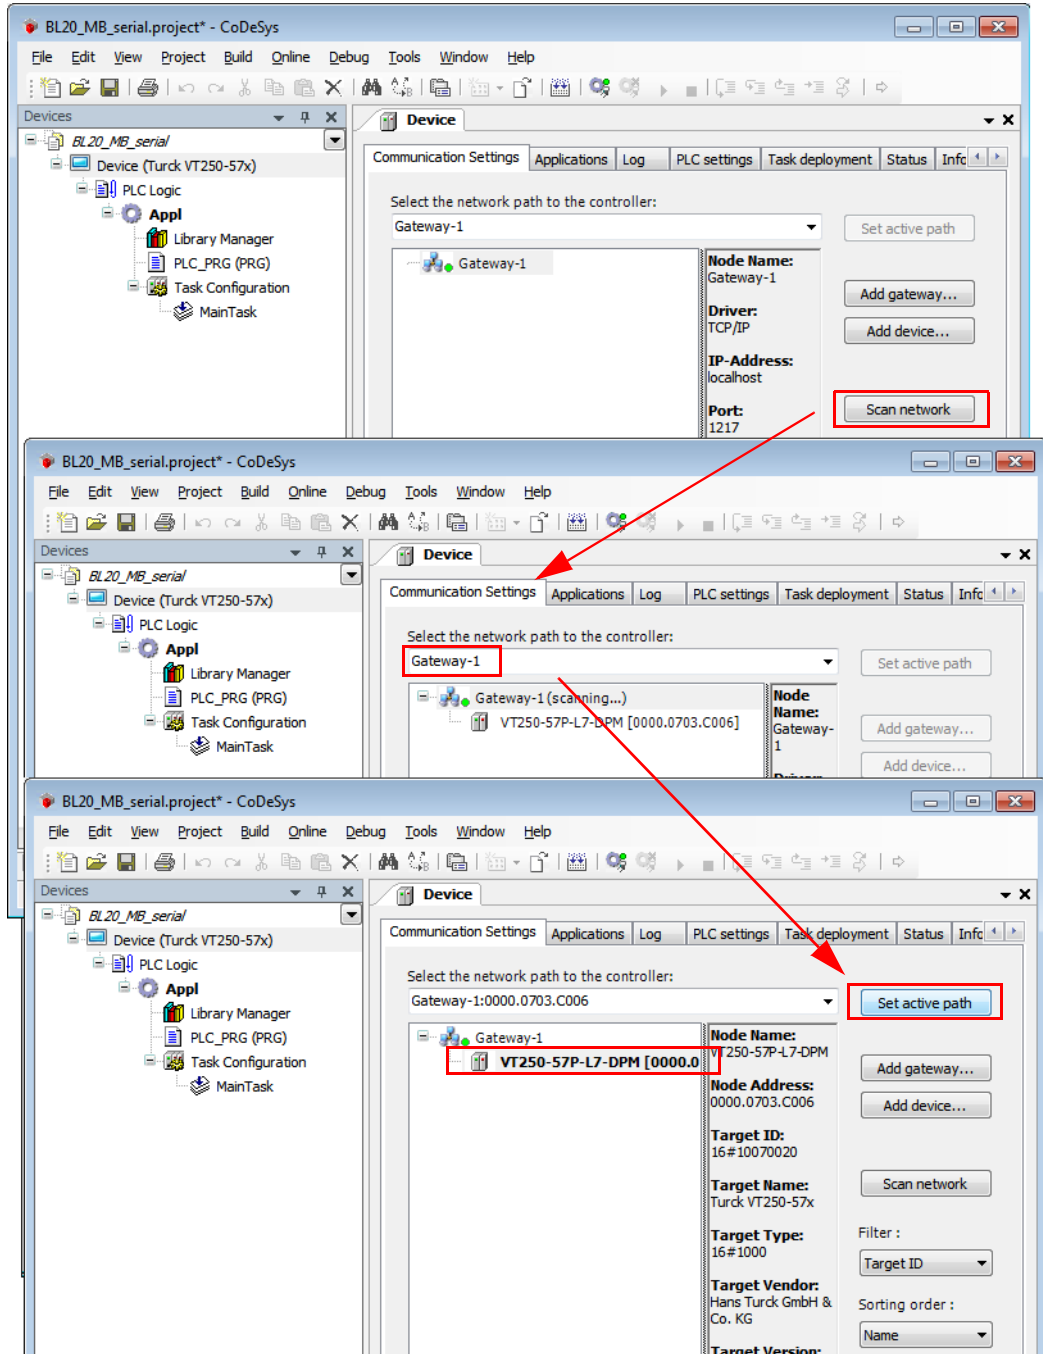 BL20_MB_serial.project* - CoDeSys
File Edit View Project Build Online Debug Tools Window Help
Devices
Device
BL20_MB_serial
Device (Turck VT250-57x)
PLC Logic
Appl
Library Manager
PLC_PRG (PRG)
Task Configuration
MainTask
Communication Settings Applications Log PLC settings Task deployment Status Infc
Select the network path to the controller:
Gateway-1
Set active path
Gateway-1
Node Name:
Gateway-1
Driver:
TCP/IP
IP-Address:
localhost
Port:
1217
Add gateway...
Add device...
Scan network
BL20_MB_serial.project* - CoDeSys
File Edit View Project Build Online Debug Tools Window Help
Devices
Device
BL20_MB_serial
Device (Turck VT250-57x)
PLC Logic
Appl
Library Manager
PLC_PRG (PRG)
Task Configuration
MainTask
Communication Settings Applications Log PLC settings Task deployment Status Infc
Select the network path to the controller:
Gateway-1
Set active path
Gateway-1 (scanning...)
VT250-57P-L7-DPM [0000.0703.C006]
Node
Name:
Gateway-
1
Driver:
Add gateway...
Add device...
BL20_MB_serial.project* - CoDeSys
File Edit View Project Build Online Debug Tools Window Help
Devices
Device
BL20_MB_serial
Device (Turck VT250-57x)
PLC Logic
Appl
Library Manager
PLC_PRG (PRG)
Task Configuration
MainTask
Communication Settings Applications Log PLC settings Task deployment Status Infc
Select the network path to the controller:
Gateway-1:0000.0703.C006
Set active path
Gateway-1
VT250-57P-L7-DPM [0000.0
Node Name:
VT250-57P-L7-DPM
Node Address:
0000.0703.C006
Target ID:
16#10070020
Target Name:
Turck VT250-57x
Target Type:
16#1000
Target Vendor:
Hans Turck GmbH &
Co. KG
Target Version:
Add gateway...
Add device...
Scan network
Filter :
Target ID
Sorting order :
Name